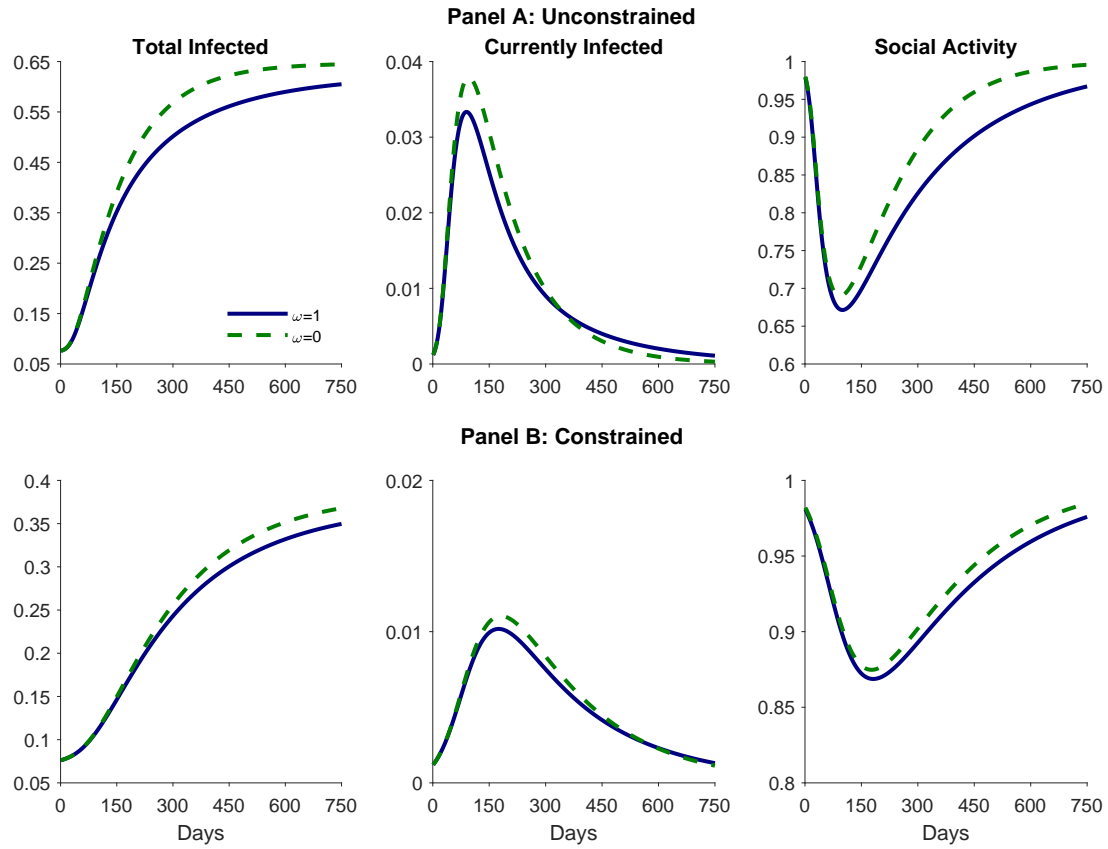 Panel A: Unconstrained
Total Infected
Currently Infected
Social Activity
0.65
0.55
0.45
0.35
0.25
0.15
0.05
0 150 300 450 600 750
ω=1
ω=0
0.04
0.03
0.02
0.01
0
0 150 300 450 600 750
1
0.95
0.9
0.85
0.8
0.75
0.7
0.65
0.6
0 150 300 450 600 750
Panel B: Constrained
0.4
0.35
0.3
0.25
0.2
0.15
0.1
0.05
0 150 300 450 600 750
Days
0.02
0.01
0
0 150 300 450 600 750
Days
1
0.95
0.9
0.85
0.8
0 150 300 450 600 750
Days